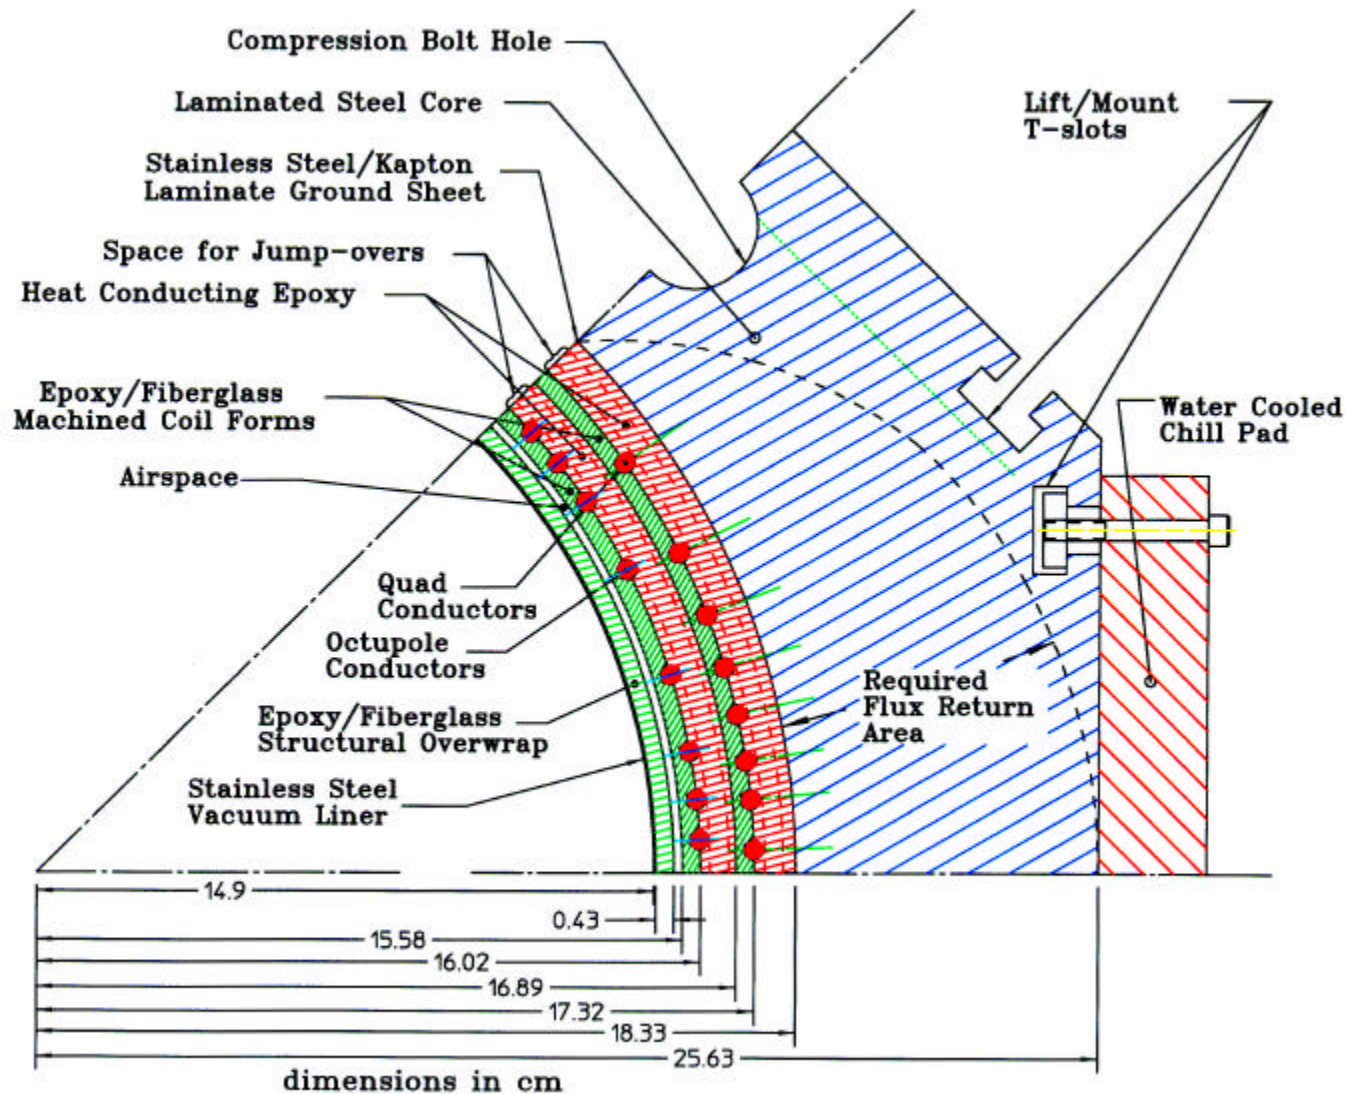 Compression Bolt Hole
Laminated Steel Core
Lift/Mount
T-slots
Stainless Steel/Kapton
Laminate Ground Sheet
Space for Jump-overs
Heat Conducting Epoxy
Epoxy/Fiberglass
Machined Coil Forms
Water Cooled
Chill Pad
Airspace
Quad
Conductors
Octupole
Conductors
Required
Flux Return
Area
Epoxy/Fiberglass
Structural Overwrap
Stainless Steel
Vacuum Liner
14.9
0.43
15.58
16.02
16.89
17.32
18.33
25.63
dimensions in cm